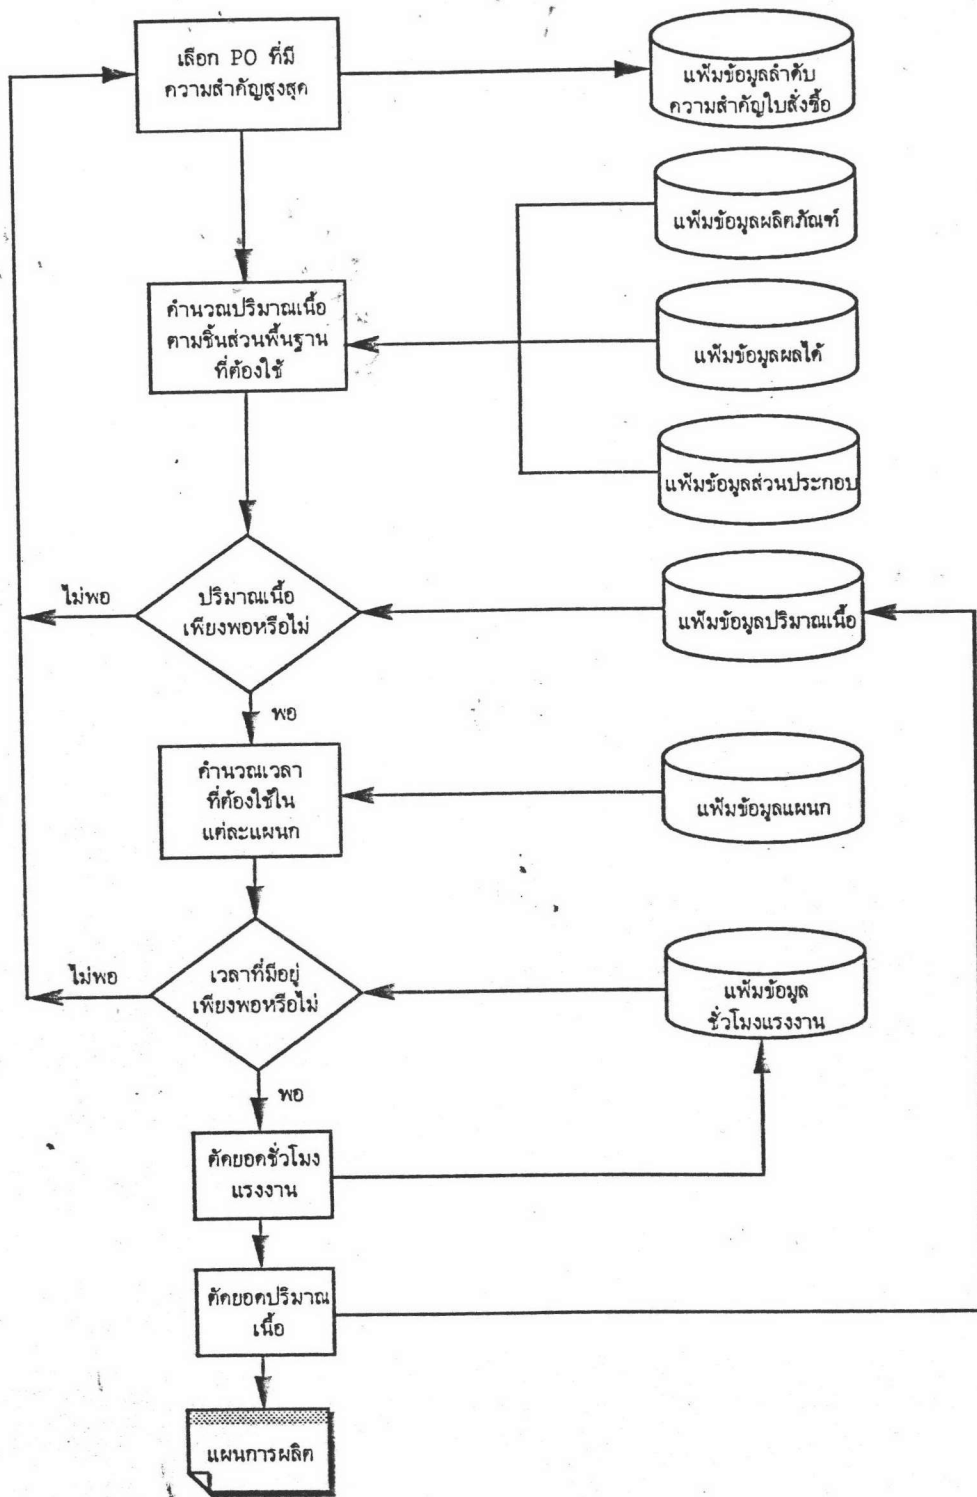 เลือก PO ที่มี
ความสำคัญสูงสุด
แฟ้มข้อมูลลำดับ
ความสำคัญใบสั่งซื้อ
แฟ้มข้อมูลผลิตภัณฑ์
คำนวณปริมาณเนื้อ
ตามชิ้นส่วนพื้นฐาน
ที่ต้องใช้
แฟ้มข้อมูลผลได้
แฟ้มข้อมูลส่วนประกอบ
ไม่พอ
ปริมาณเนื้อ
เพียงพอหรือไม่
แฟ้มข้อมูลปริมาณเนื้อ
พอ
คำนวณเวลา
ที่ต้องใช้ใน
แต่ละแผนก
แฟ้มข้อมูลแผนก
ไม่พอ
เวลาที่มีอยู่
เพียงพอหรือไม่
แฟ้มข้อมูล
ชั่วโมงแรงงาน
พอ
ตัดยอดชั่วโมง
แรงงาน
ตัดยอดปริมาณ
เนื้อ
แผนการผลิต